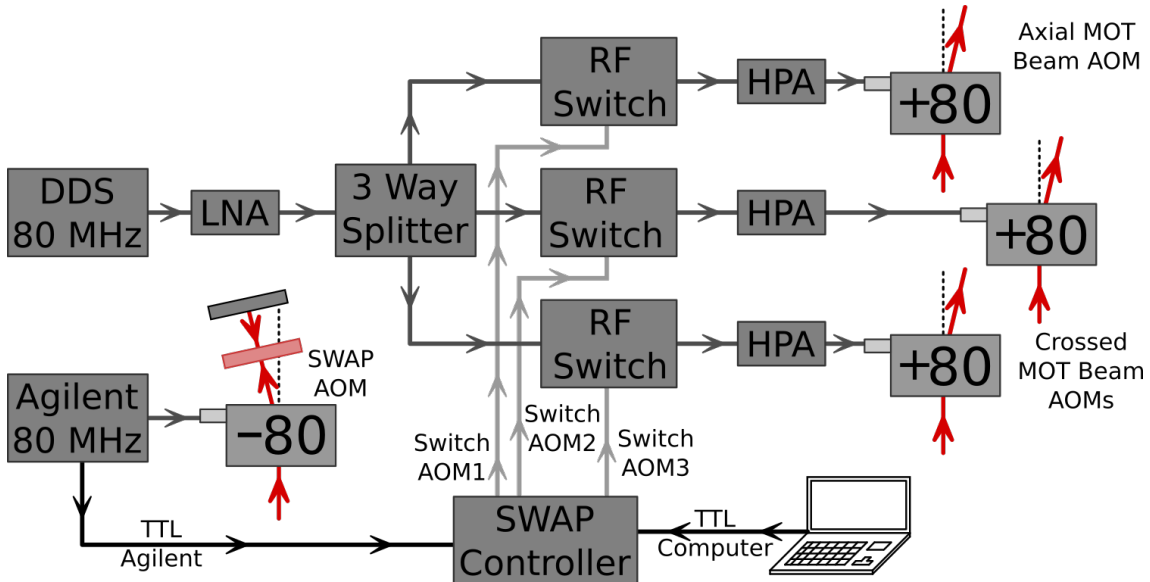 RF
Switch
HPA
+80
Axial MOT
Beam AOM
DDS
80 MHz
LNA
3 Way
Splitter
RF
Switch
HPA
+80
SWAP
AOM
RF
Switch
HPA
+80
Crossed
MOT Beam
AOMs
Agilent
80 MHz
−80
Switch
AOM1
Switch
AOM2
Switch
AOM3
TTL
Agilent
SWAP
Controller
TTL
Computer